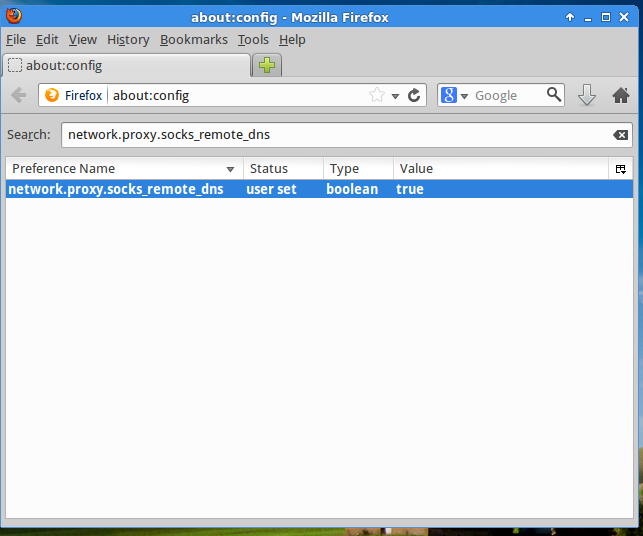 about:config - Mozilla Firefox
File Edit View History Bookmarks Tools Help
about:config
Firefox about:config 8 Google
Search: network.proxy.socks_remote_dns
Preference Name Status Type Value
network.proxy.socks_remote_dns user set boolean true